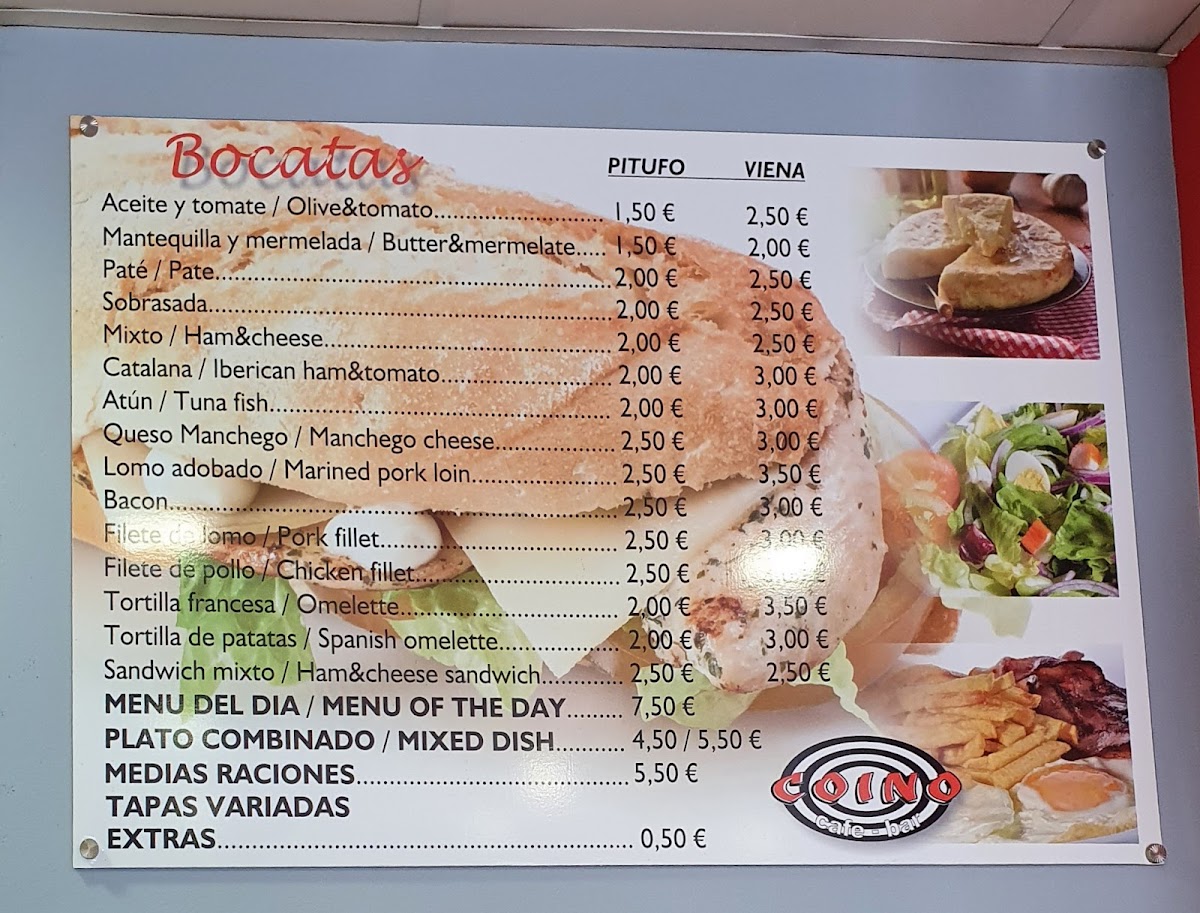 Bocatas PITUFO VIENA
Aceite y tomate / Olive&tomato........................ 1,50 € 2,50 €
Mantequilla y mermelada / Butter&mermelate..... 1,50 € 2,00 €
Paté / Pate......................................................... 2,00 € 2,50 €
Sobrasada.......................................................... 2,00 € 2,50 €
Mixto / Ham&cheese......................................... 2,00 € 2,50 €
Catalana / Iberican ham&tomato........................ 2,00 € 3,00 €
Atún / Tuna fish................................................. 2,00 € 3,00 €
Queso Manchego / Manchego cheese................. 2,50 € 3,00 €
Lomo adobado / Marined pork loin..................... 2,50 € 3,50 €
Bacon................................................................. 2,50 € 3,00 €
Filete de lomo / Pork fillet.................................. 2,50 € 3,00 €
Filete de pollo / Chicken fillet............................. 2,50 €
Tortilla francesa / Omelette................................ 2,00 € 3,50 €
Tortilla de patatas / Spanish omelette................. 2,00 € 3,00 €
Sandwich mixto / Ham&cheese sandwich............ 2,50 € 2,50 €
MENU DEL DIA / MENU OF THE DAY......... 7,50 €
PLATO COMBINADO / MIXED DISH........... 4,50 / 5,50 €
MEDIAS RACIONES....................................... 5,50 €
TAPAS VARIADAS
EXTRAS............................................................ 0,50 €
COINO
cafe - bar